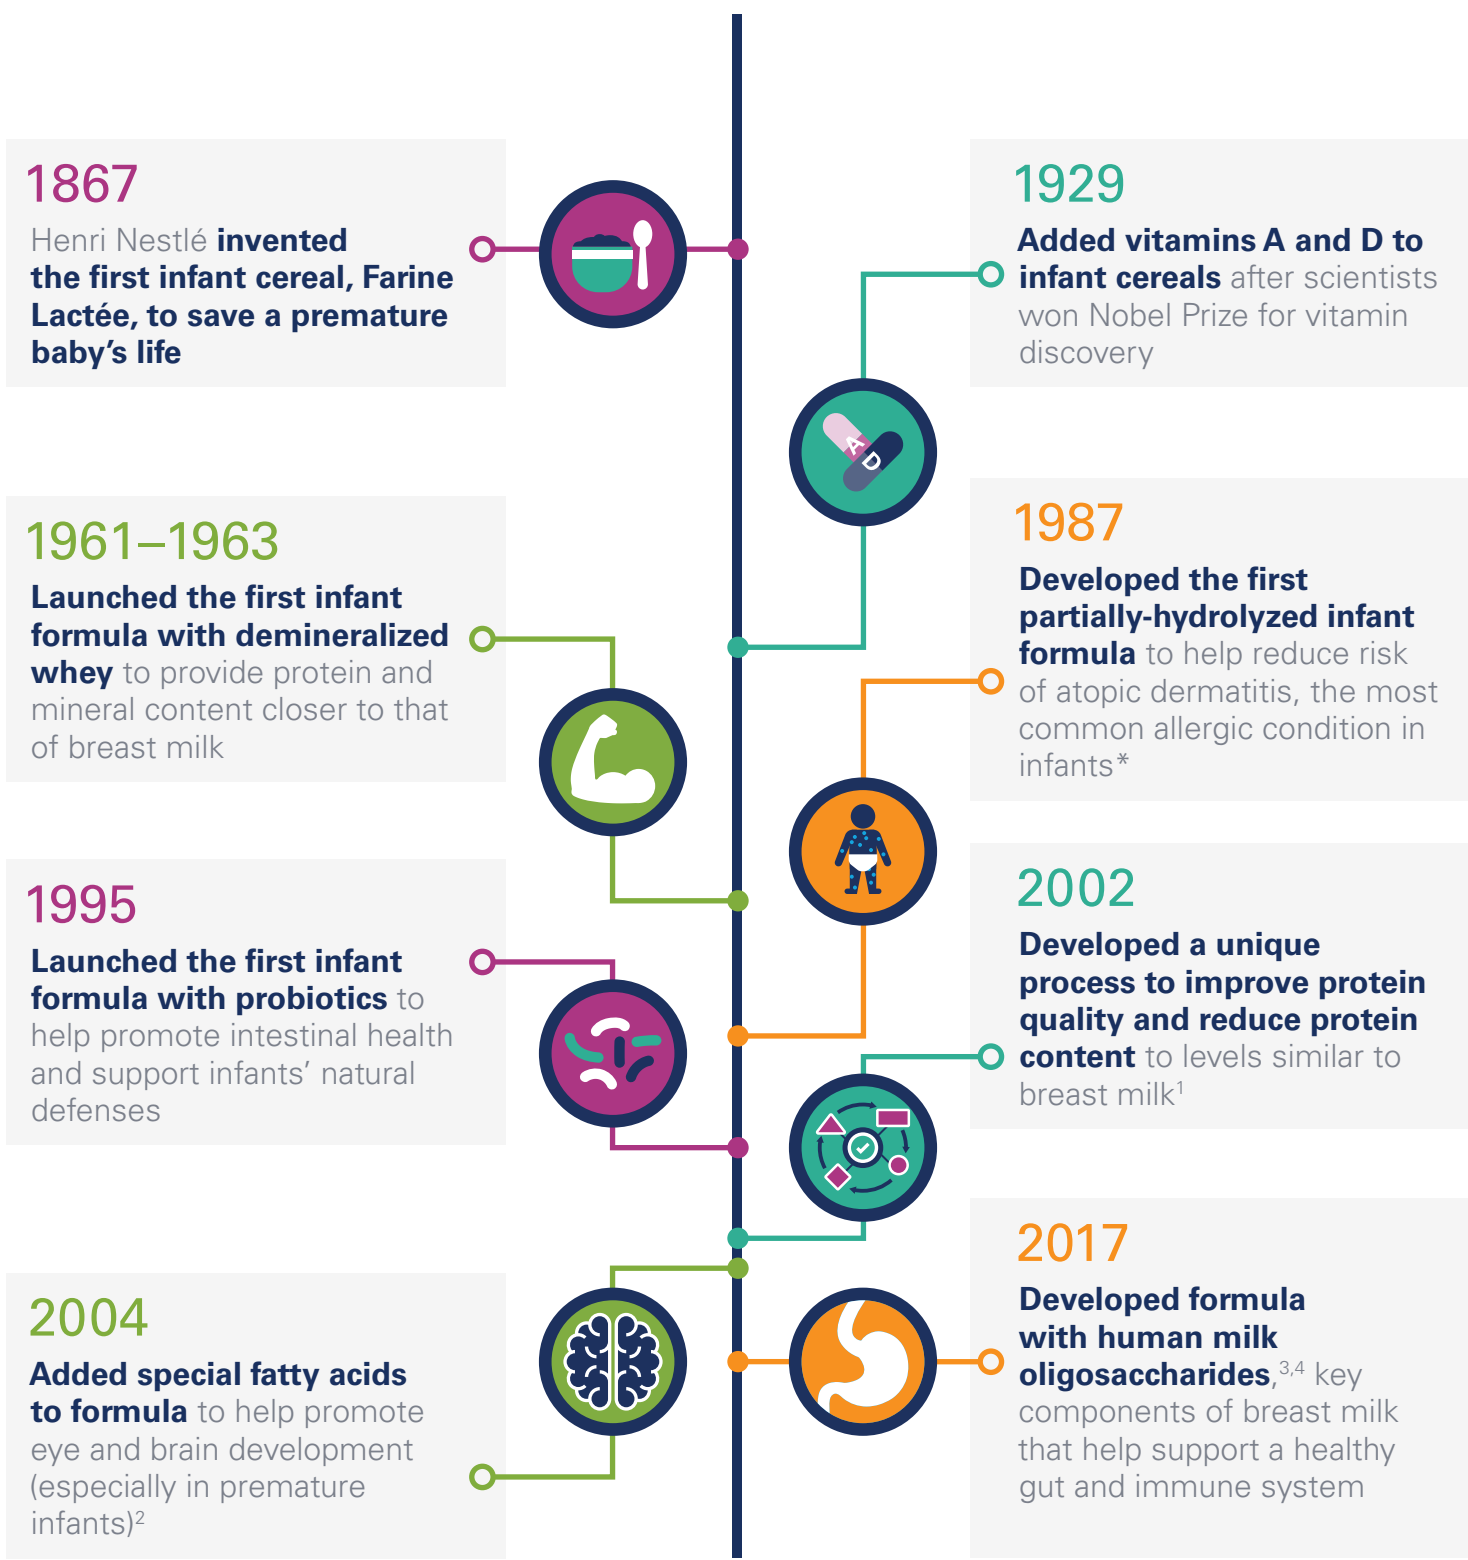 1867
Henri Nestlé invented
the first infant cereal, Farine
Lactée, to save a premature
baby’s life
1929
Added vitamins A and D to
infant cereals after scientists
won Nobel Prize for vitamin
discovery
A
D
1961–1963
Launched the first infant
formula with demineralized
whey to provide protein and
mineral content closer to that
of breast milk
1987
Developed the first
partially-hydrolyzed infant
formula to help reduce risk
of atopic dermatitis, the most
common allergic condition in
infants*
1995
Launched the first infant
formula with probiotics to
help promote intestinal health
and support infants’ natural
defenses
2002
Developed a unique
process to improve protein
quality and reduce protein
content to levels similar to
breast milk¹
2004
Added special fatty acids
to formula to help promote
eye and brain development
(especially in premature
infants)²
2017
Developed formula
with human milk
oligosaccharides,³,⁴ key
components of breast milk
that help support a healthy
gut and immune system